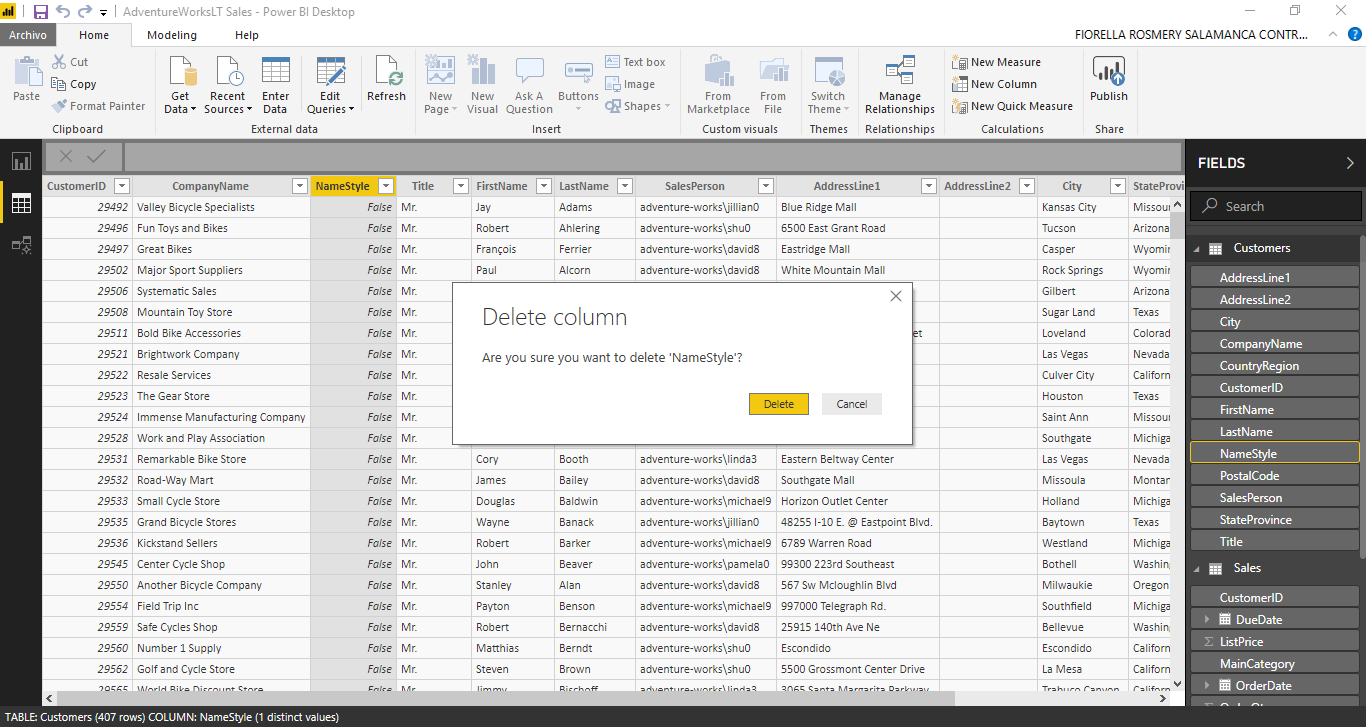 AdventureWorksLT Sales - Power BI Desktop
Archivo Home Modeling Help FIORELLA ROSMERY SALAMANCA CONTR...
Paste Cut Copy Format Painter
Clipboard
Get Data Recent Sources Enter Data Edit Queries Refresh
External data
New Page New Visual Ask A Question Buttons Text box Image Shapes
Insert
From Marketplace From File
Custom visuals
Switch Theme
Themes
Manage Relationships
Relationships
New Measure New Column New Quick Measure
Calculations
Publish
Share
CustomerID CompanyName NameStyle Title FirstName LastName SalesPerson AddressLine1 AddressLine2 City StateProvi
29492 Valley Bicycle Specialists False Mr. Jay Adams adventure-works\jillian0 Blue Ridge Mall Kansas City Missour
29496 Fun Toys and Bikes False Mr. Robert Ahlering adventure-works\shu0 6500 East Grant Road Tucson Arizona
29497 Great Bikes False Mr. François Ferrier adventure-works\david8 Eastridge Mall Casper Wyomin
29502 Major Sport Suppliers False Mr. Paul Alcorn adventure-works\david8 White Mountain Mall Rock Springs Wyomin
29506 Systematic Sales False Mr. Gilbert Arizona
29508 Mountain Toy Store False Mr. Sugar Land Texas
29511 Bold Bike Accessories False Mr. et Loveland Colorad
29521 Brightwork Company False Mr. Las Vegas Nevada
29522 Resale Services False Mr. Culver City Californ
29523 The Gear Store False Mr. Houston Texas
29524 Immense Manufacturing Company False Mr. Saint Ann Missour
29528 Work and Play Association False Mr. Southgate Michiga
29531 Remarkable Bike Store False Mr. Cory Booth adventure-works\linda3 Eastern Beltway Center Las Vegas Nevada
29532 Road-Way Mart False Mr. James Bailey adventure-works\david8 Southgate Mall Missoula Montan
29533 Small Cycle Store False Mr. Douglas Baldwin adventure-works\michael9 Horizon Outlet Center Holland Michiga
29535 Grand Bicycle Stores False Mr. Wayne Banack adventure-works\jillian0 48255 I-10 E. @ Eastpoint Blvd. Baytown Texas
29536 Kickstand Sellers False Mr. Robert Barker adventure-works\michael9 6789 Warren Road Westland Michiga
29545 Center Cycle Shop False Mr. John Beaver adventure-works\pamela0 99300 223rd Southeast Bothell Washing
29550 Another Bicycle Company False Mr. Stanley Alan adventure-works\david8 567 Sw Mcloughlin Blvd Milwaukie Oregon
29554 Field Trip Inc False Mr. Payton Benson adventure-works\michael9 997000 Telegraph Rd. Southfield Michiga
29559 Safe Cycles Shop False Mr. Robert Bernacchi adventure-works\david8 25915 140th Ave Ne Bellevue Washing
29560 Number 1 Supply False Mr. Matthias Berndt adventure-works\shu0 Escondido Escondido Californ
29562 Golf and Cycle Store False Mr. Steven Brown adventure-works\shu0 5500 Grossmont Center Drive La Mesa Californ
29565 World Bike Discount Store False Mr. Jimmy Bischoff adventure-works\linda3 3065 Santa Margarita Parkway Trabuco Canyon Californ
Delete column
Are you sure you want to delete 'NameStyle'?
Delete Cancel
FIELDS
Search
Customers
AddressLine1
AddressLine2
City
CompanyName
CountryRegion
CustomerID
FirstName
LastName
NameStyle
PostalCode
SalesPerson
StateProvince
Title
Sales
CustomerID
DueDate
ListPrice
MainCategory
OrderDate
TABLE: Customers (407 rows) COLUMN: NameStyle (1 distinct values)